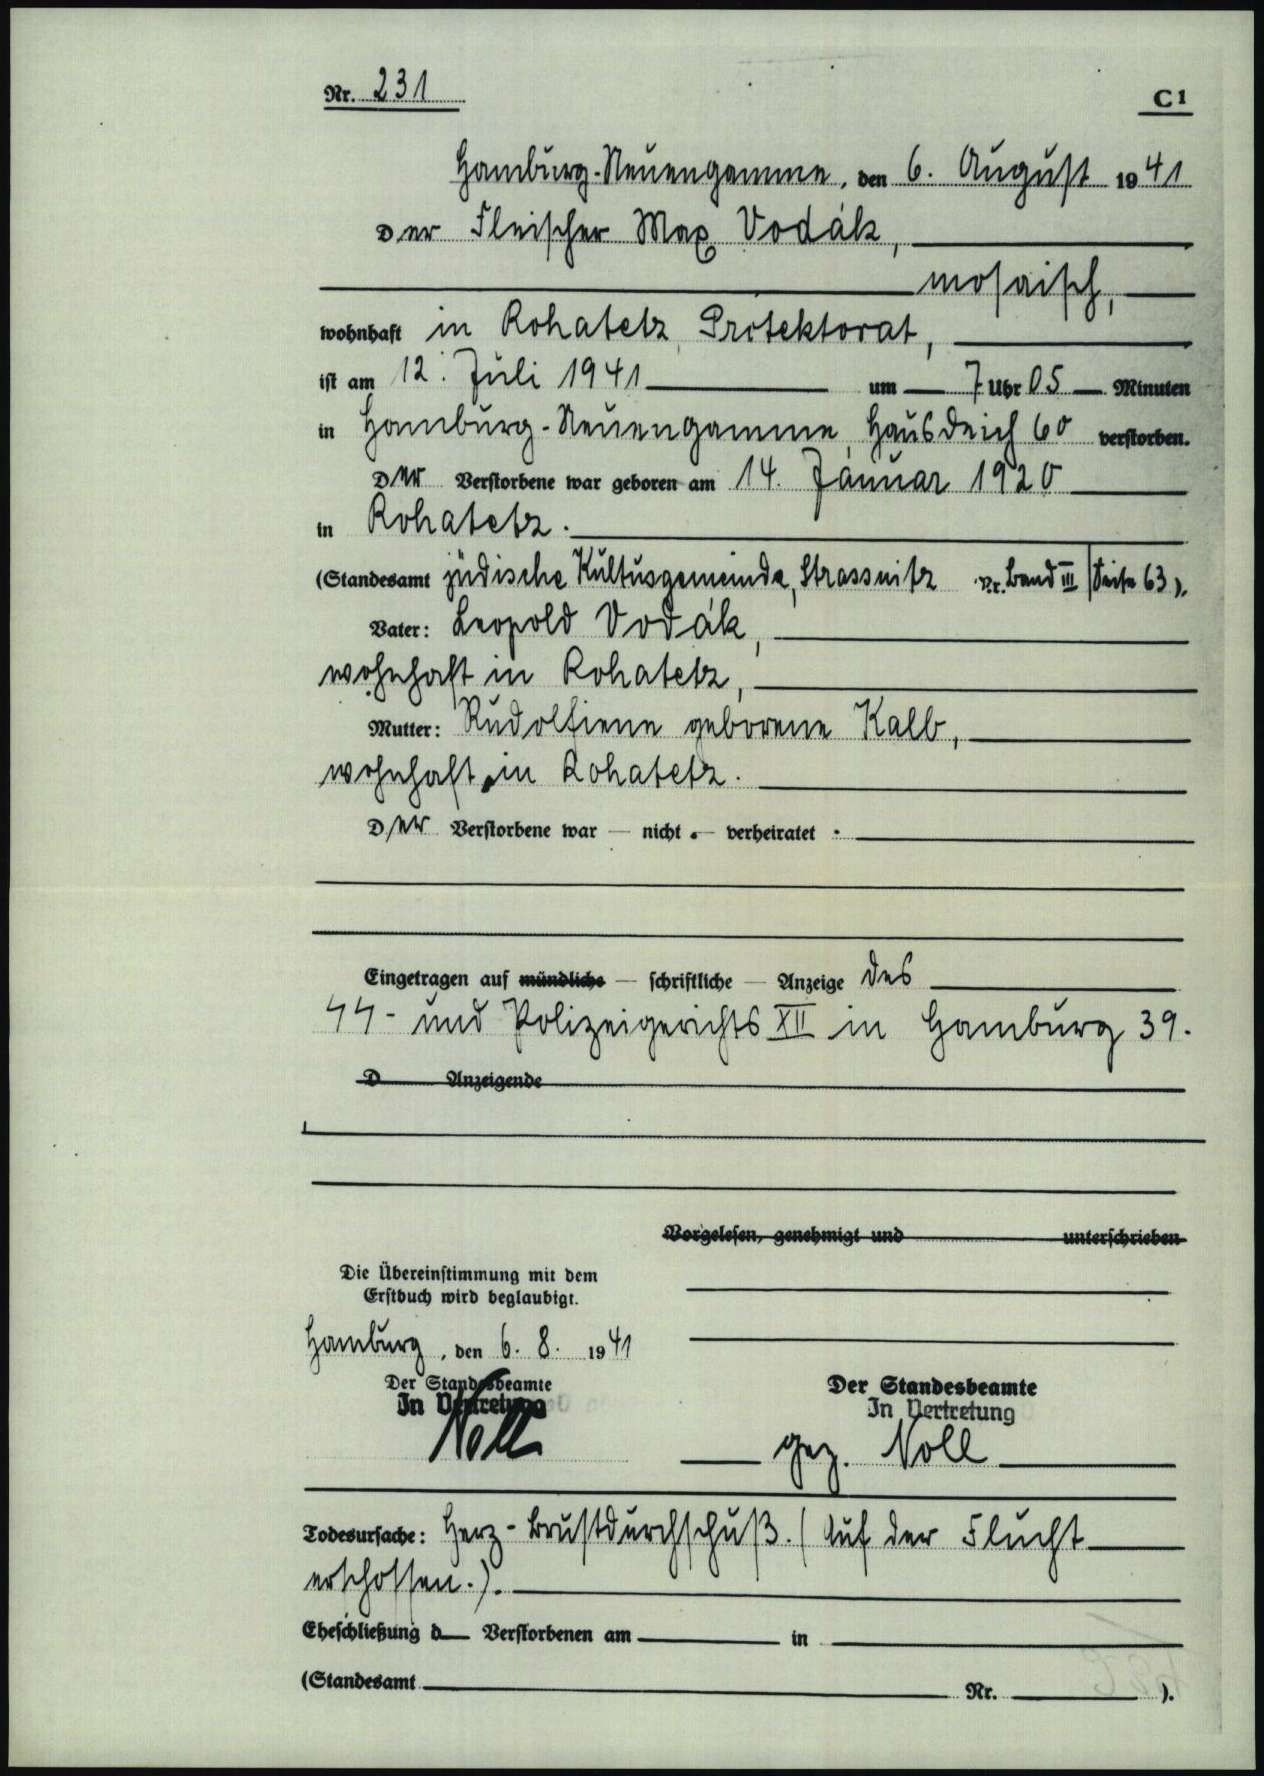 Nr. 231
C1
Hamburg-Neuengamme, den 6. August 1941
Der Fleischer Max Vodák,
mosaisch,
wohnhaft in Rohatetz, Protektorat,
ist am 12. Juli 1941 um 7 Uhr 05 Minuten
in Hamburg-Neuengamme, Hausdeich 60 verstorben.
Der Verstorbene war geboren am 14. Januar 1920
in Rohatetz.
(Standesamt jüdische Kultusgemeinde, Strassnitz Nr. Band III Seite 63).
Vater: Leopold Vodák,
wohnhaft in Rohatetz,
Mutter: Rudolfiene geborene Kalb,
wohnhaft in Rohatetz.
Der Verstorbene war — nicht — verheiratet.
Eingetragen auf mündliche — schriftliche — Anzeige des
SS- und Polizeigerichts XII in Hamburg 39.
D Anzeigende
Vorgelesen, genehmigt und unterschrieben
Die Übereinstimmung mit dem
Erstbuch wird beglaubigt.
Hamburg, den 6. 8. 1941
Der Standesbeamte
In Vertretung
Noll
Der Standesbeamte
In Vertretung
gez. Noll
Todesursache: Herz-Brustdurchschuß. (Auf der Flucht
erschossen.).
Eheschließung d Verstorbenen am in
(Standesamt Nr. ).